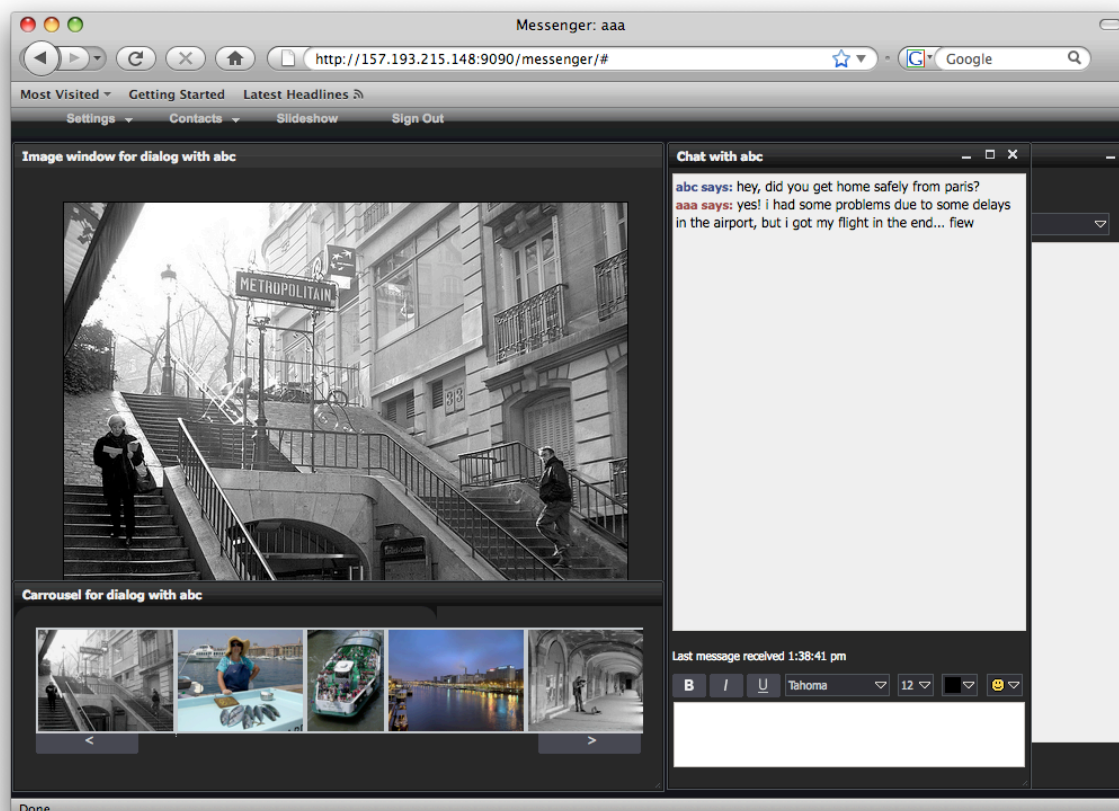 Messenger: aaa
http://157.193.215.148:9090/messenger/#
Google
Most Visited
Getting Started
Latest Headlines
Settings
Contacts
Slideshow
Sign Out
Image window for dialog with abc
METROPOLITAIN
33
Carrousel for dialog with abc
<
>
Chat with abc
abc says: hey, did you get home safely from paris?
aaa says: yes! i had some problems due to some delays
in the airport, but i got my flight in the end... fiew
Last message received 1:38:41 pm
B
I
U
Tahoma
12
Done